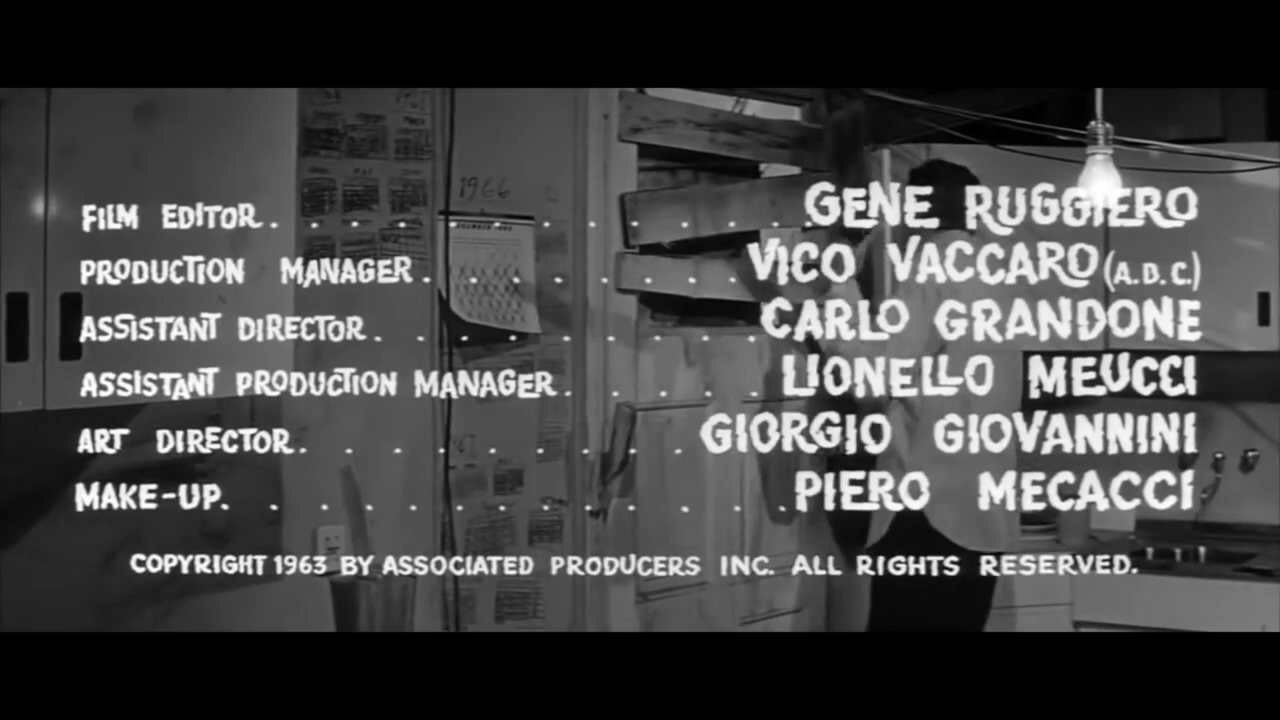 1966
FILM EDITOR. . . . . . . . . . . . . GENE RUGGIERO
PRODUCTION MANAGER. . . . . . . . VICO VACCARO (A.D.C.)
ASSISTANT DIRECTOR. . . . . . . . . CARLO GRANDONE
ASSISTANT PRODUCTION MANAGER. . . . . LIONELLO MEUCCI
ART DIRECTOR. . . . . . . . . GIORGIO GIOVANNINI
MAKE-UP. . . . . . . . . . . . . PIERO MECACCI
COPYRIGHT 1963 BY ASSOCIATED PRODUCERS INC. ALL RIGHTS RESERVED.